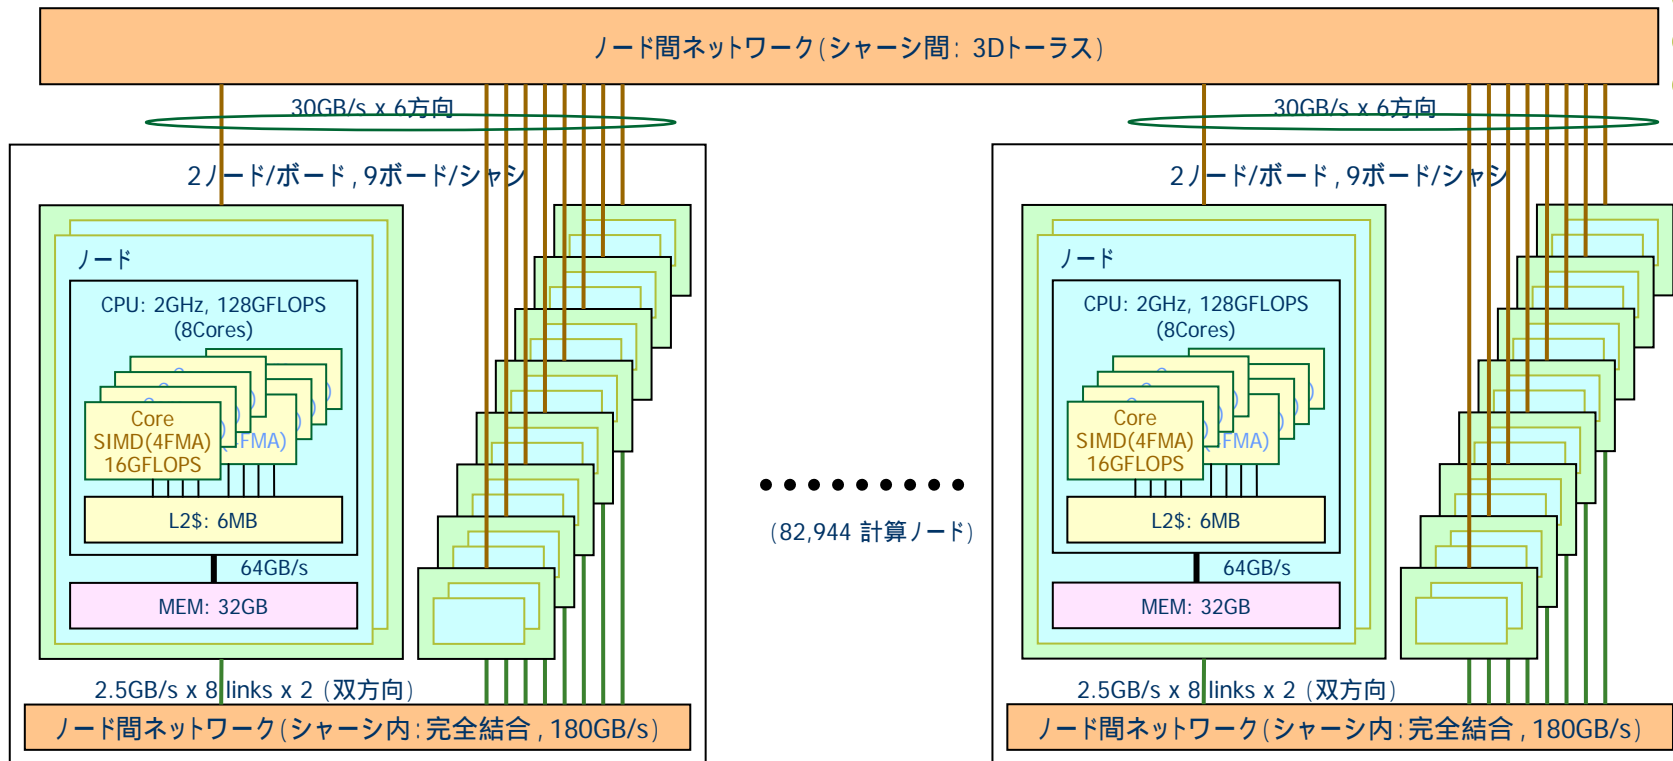 ノード間ネットワーク(シャーシ間: 3Dトーラス)
30GB/s x 6方向
2ノード/ボード, 9ボード/シャシ
ノード
CPU: 2GHz, 128GFLOPS
(8Cores)
Core
SIMD(4FMA)
16GFLOPS
FMA)
L2$: 6MB
64GB/s
MEM: 32GB
2.5GB/s x 8 links x 2 (双方向)
ノード間ネットワーク(シャーシ内:完全結合, 180GB/s)
(82,944 計算ノード)
30GB/s x 6方向
2ノード/ボード, 9ボード/シャシ
ノード
CPU: 2GHz, 128GFLOPS
(8Cores)
Core
SIMD(4FMA)
16GFLOPS
FMA)
L2$: 6MB
64GB/s
MEM: 32GB
2.5GB/s x 8 links x 2 (双方向)
ノード間ネットワーク(シャーシ内:完全結合, 180GB/s)